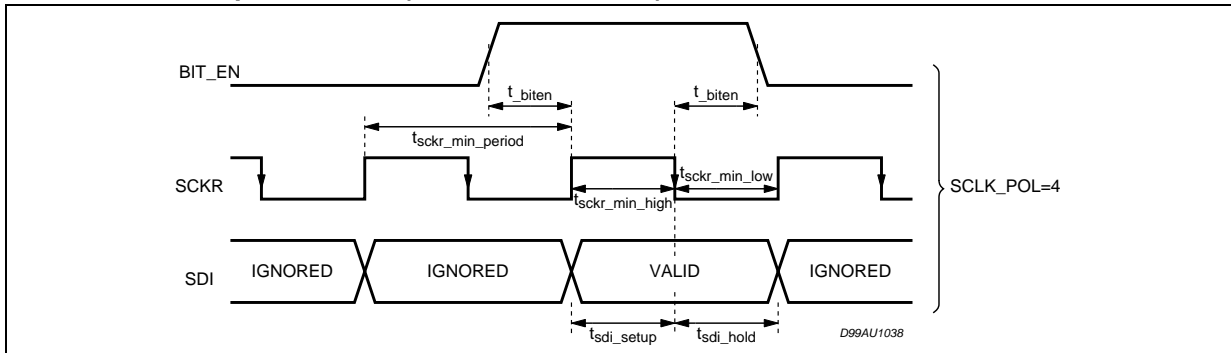 BIT_EN
t_biten
t_biten
tsckr_min_period
SCKR
tsckr_min_high
tsckr_min_low
SCLK_POL=4
SDI
IGNORED
IGNORED
VALID
IGNORED
tsdi_setup
tsdi_hold
D99AU1038